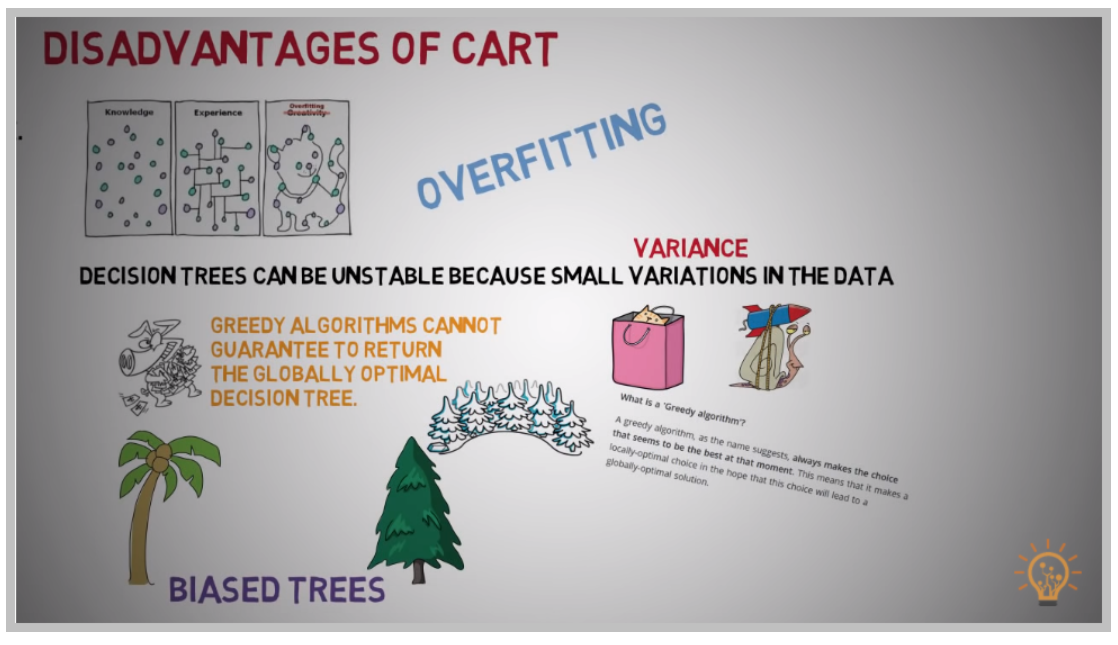 DISADVANTAGES OF CART
Knowledge
Experience
Overfitting
Creativity
OVERFITTING
VARIANCE
DECISION TREES CAN BE UNSTABLE BECAUSE SMALL VARIATIONS IN THE DATA
GREEDY ALGORITHMS CANNOT
GUARANTEE TO RETURN
THE GLOBALLY OPTIMAL
DECISION TREE.
What is a 'Greedy algorithm'?
A greedy algorithm, as the name suggests, always makes the choice
that seems to be the best at that moment. This means that it makes a
locally-optimal choice in the hope that this choice will lead to a
globally-optimal solution.
BIASED TREES